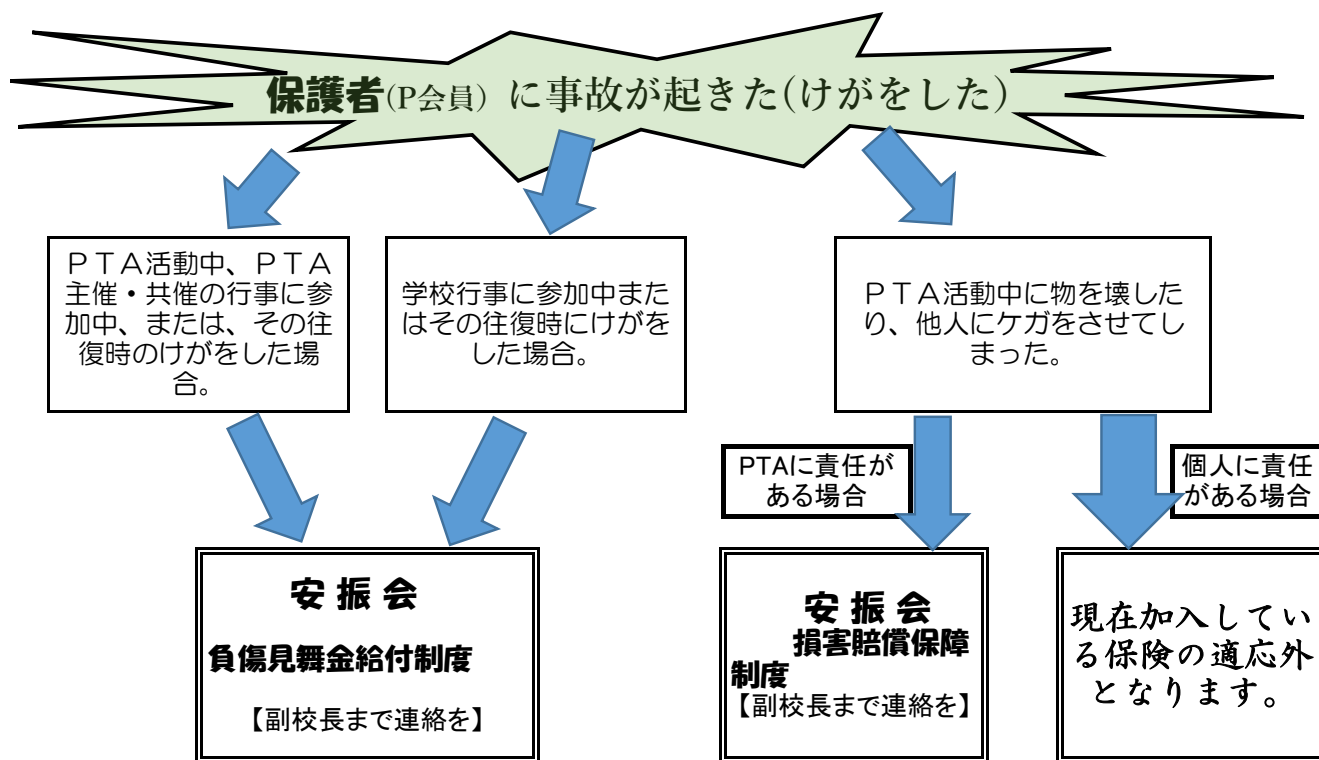 保護者(P会員）に事故が起きた(けがをした)
ＰＴＡ活動中、ＰＴＡ
主催・共催の行事に参
加中、または、その往
復時のけがをした場
合。
学校行事に参加中また
はその往復時にけがを
した場合。
ＰＴＡ活動中に物を壊した
り、他人にケガをさせてし
まった。
PTAに責任が
ある場合
個人に責任
がある場合
安 振 会
負傷見舞金給付制度
【副校長まで連絡を】
安 振 会
損害賠償保障
制度
【副校長まで連絡を】
現在加入してい
る保険の適応外
となります。